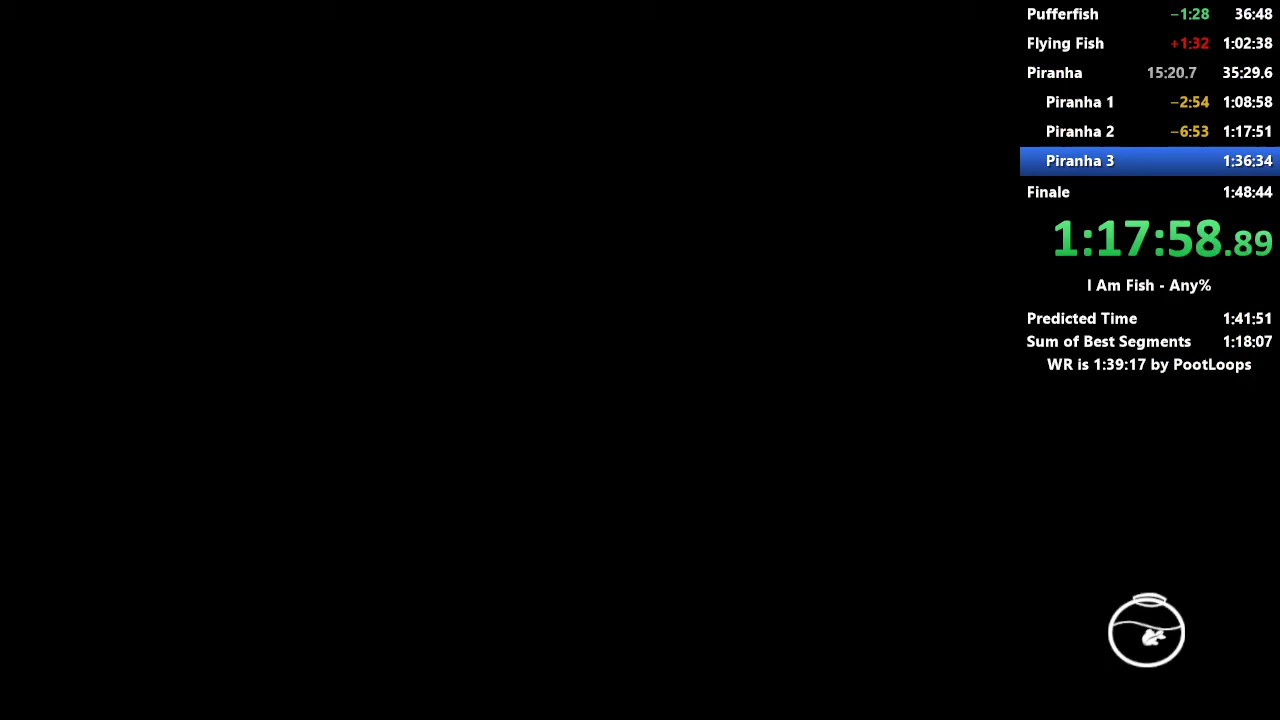 Pufferfish −1:28 36:48
Flying Fish +1:32 1:02:38
Piranha 15:20.7 35:29.6
Piranha 1 −2:54 1:08:58
Piranha 2 −6:53 1:17:51
Piranha 3 1:36:34
Finale 1:48:44
1:17:58.89
I Am Fish - Any%
Predicted Time 1:41:51
Sum of Best Segments 1:18:07
WR is 1:39:17 by PootLoops